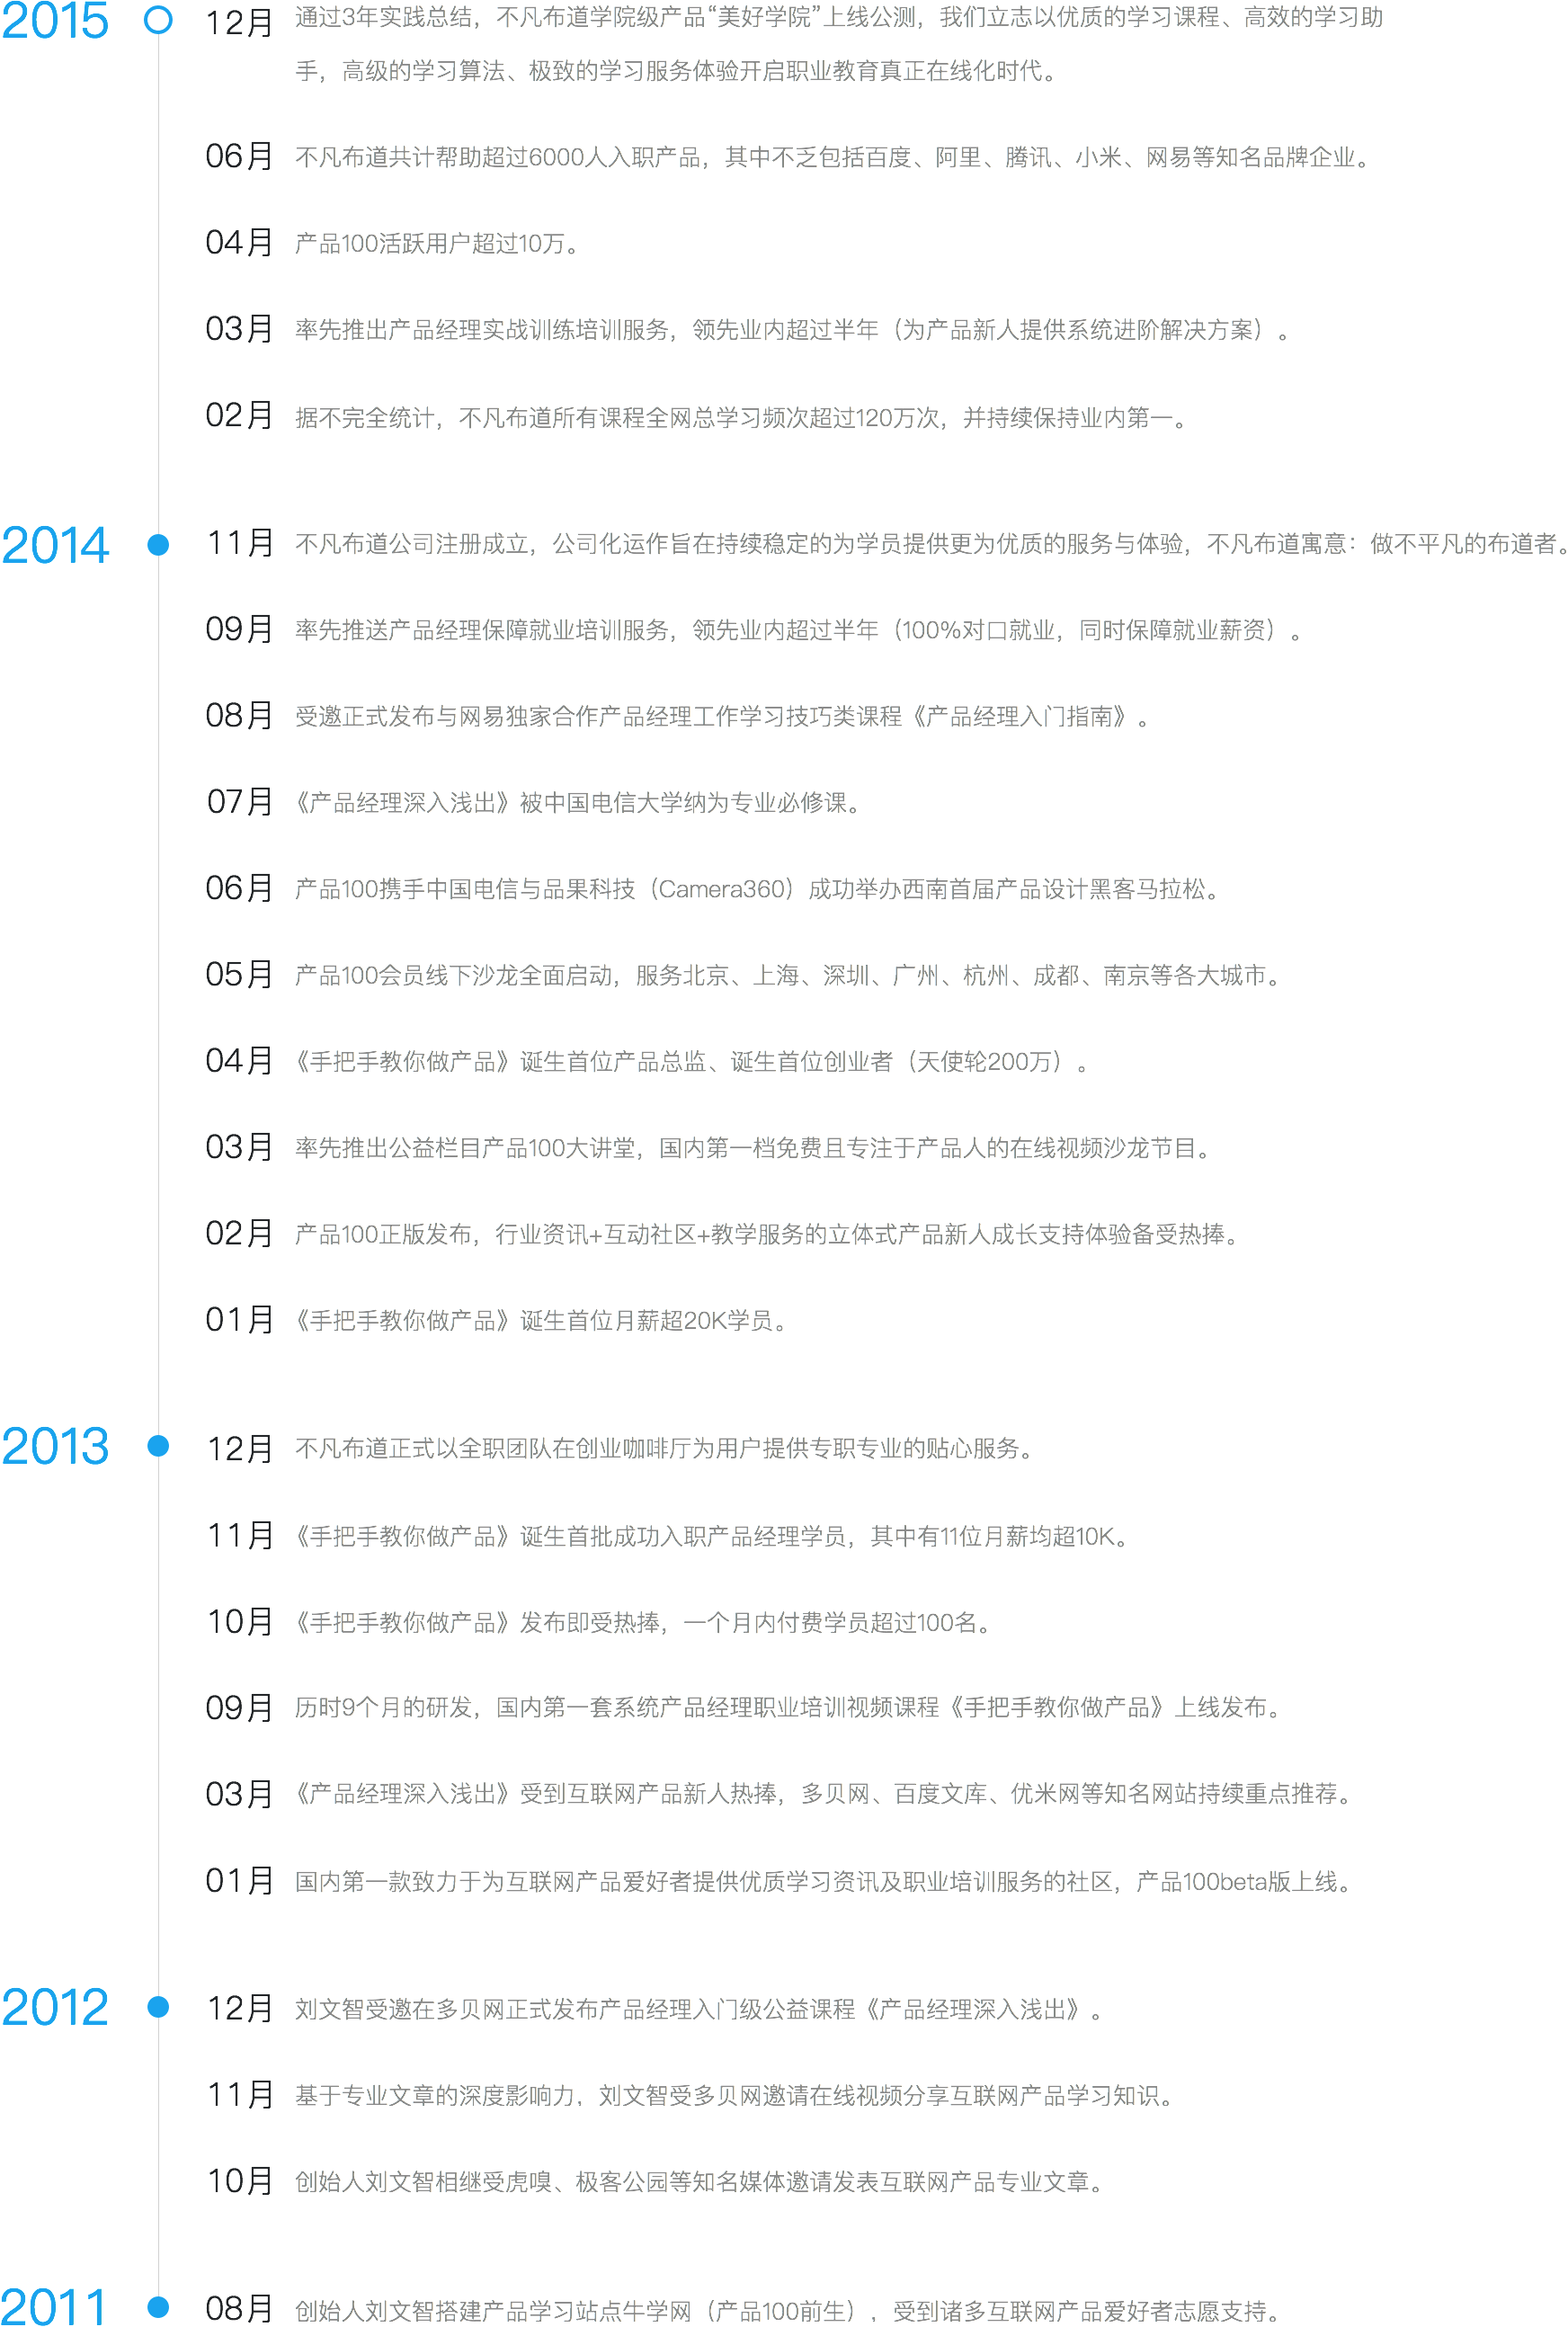 2015 12月 通过3年实践总结，不凡布道学院级产品“美好学院”上线公测，我们立志以优质的学习课程、高效的学习助
手，高级的学习算法、极致的学习服务体验开启职业教育真正在线化时代。
06月 不凡布道共计帮助超过6000人入职产品，其中不乏包括百度、阿里、腾讯、小米、网易等知名品牌企业。
04月 产品100活跃用户超过10万。
03月 率先推出产品经理实战训练培训服务，领先业内超过半年（为产品新人提供系统进阶解决方案）。
02月 据不完全统计，不凡布道所有课程全网总学习频次超过120万次，并持续保持业内第一。
2014 11月 不凡布道公司注册成立，公司化运作旨在持续稳定的为学员提供更为优质的服务与体验，不凡布道寓意：做不平凡的布道者。
09月 率先推送产品经理保障就业培训服务，领先业内超过半年（100%对口就业，同时保障就业薪资）。
08月 受邀正式发布与网易独家合作产品经理工作学习技巧类课程《产品经理入门指南》。
07月 《产品经理深入浅出》被中国电信大学纳为专业必修课。
06月 产品100携手中国电信与品果科技（Camera360）成功举办西南首届产品设计黑客马拉松。
05月 产品100会员线下沙龙全面启动，服务北京、上海、深圳、广州、杭州、成都、南京等各大城市。
04月 《手把手教你做产品》诞生首位产品总监、诞生首位创业者（天使轮200万）。
03月 率先推出公益栏目产品100大讲堂，国内第一档免费且专注于产品人的在线视频沙龙节目。
02月 产品100正版发布，行业资讯+互动社区+教学服务的立体式产品新人成长支持体验备受热捧。
01月 《手把手教你做产品》诞生首位月薪超20K学员。
2013 12月 不凡布道正式以全职团队在创业咖啡厅为用户提供专职专业的贴心服务。
11月 《手把手教你做产品》诞生首批成功入职产品经理学员，其中有11位月薪均超10K。
10月 《手把手教你做产品》发布即受热捧，一个月内付费学员超过100名。
09月 历时9个月的研发，国内第一套系统产品经理职业培训视频课程《手把手教你做产品》上线发布。
03月 《产品经理深入浅出》受到互联网产品新人热捧，多贝网、百度文库、优米网等知名网站持续重点推荐。
01月 国内第一款致力于为互联网产品爱好者提供优质学习资讯及职业培训服务的社区，产品100beta版上线。
2012 12月 刘文智受邀在多贝网正式发布产品经理入门级公益课程《产品经理深入浅出》。
11月 基于专业文章的深度影响力，刘文智受多贝网邀请在线视频分享互联网产品学习知识。
10月 创始人刘文智相继受虎嗅、极客公园等知名媒体邀请发表互联网产品专业文章。
2011 08月 创始人刘文智搭建产品学习站点牛学网（产品100前生），受到诸多互联网产品爱好者志愿支持。